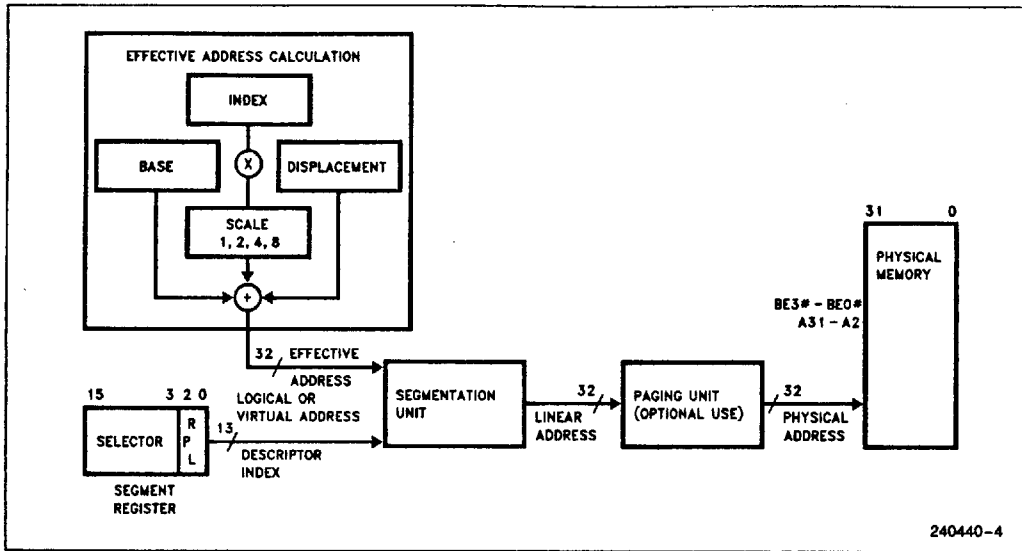 EFFECTIVE ADDRESS CALCULATION
INDEX
BASE
X
DISPLACEMENT
SCALE
1, 2, 4, 8
+
32 EFFECTIVE
ADDRESS
LOGICAL OR
VIRTUAL ADDRESS
15 3 2 0
SELECTOR
R
P
L
13
DESCRIPTOR
INDEX
SEGMENT
REGISTER
SEGMENTATION
UNIT
32
LINEAR
ADDRESS
PAGING UNIT
(OPTIONAL USE)
32
PHYSICAL
ADDRESS
31 0
PHYSICAL
MEMORY
BE3# - BE0#
A31 - A2
240440-4